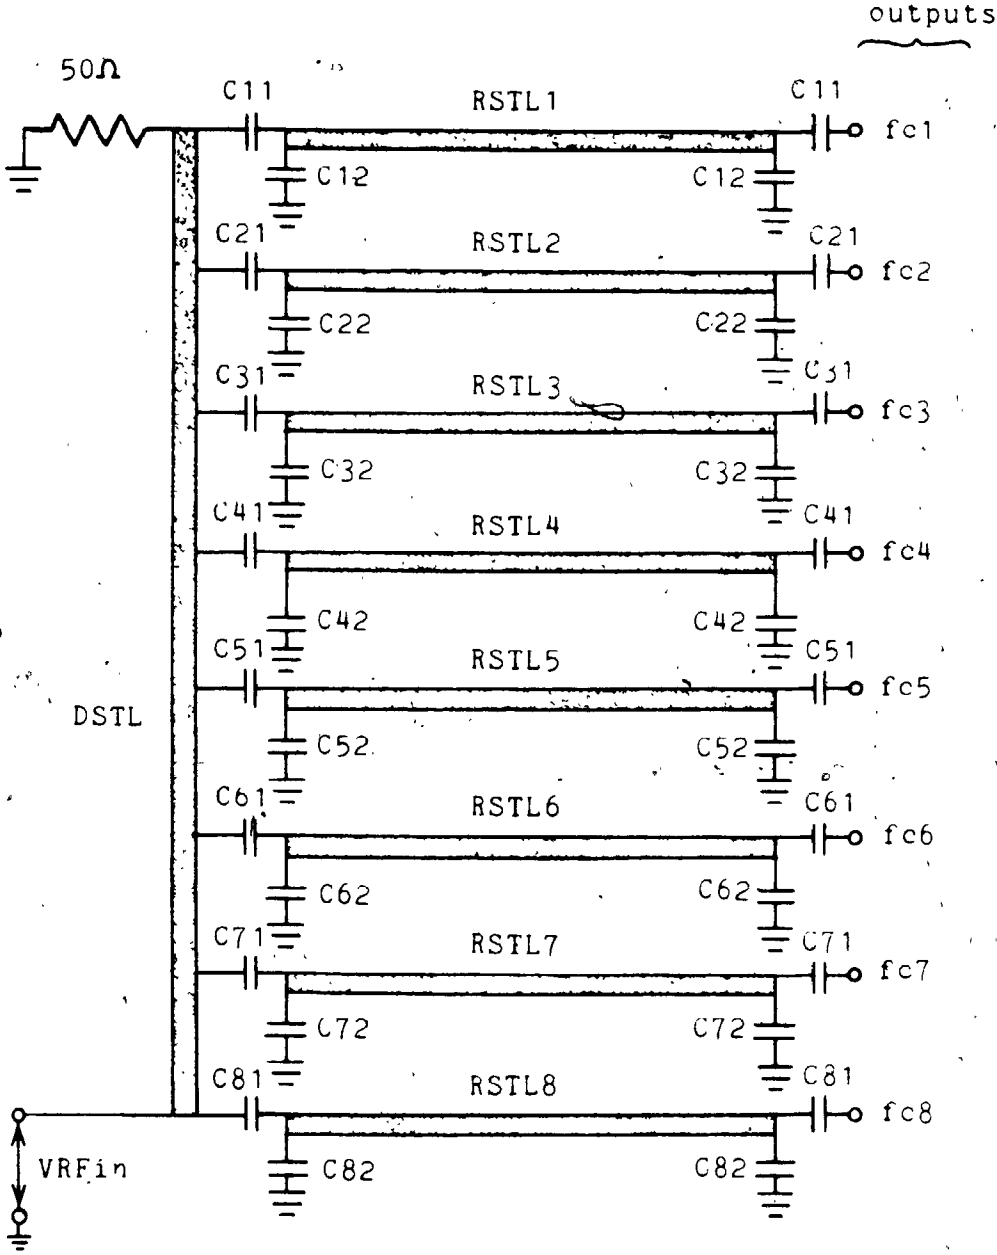 outputs
50Ω
C11 RSTL1 C11
fc1
C12 C12
C21 RSTL2 C21
fc2
C22 C22
C31 RSTL3 C31
fc3
C32 C32
C41 RSTL4 C41
fc4
C42 C42
C51 RSTL5 C51
fc5
DSTL
C52 C52
C61 RSTL6 C61
fc6
C62 C62
C71 RSTL7 C71
fc7
C72 C72
C81 RSTL8 C81
fc8
VRFin
C82 C82